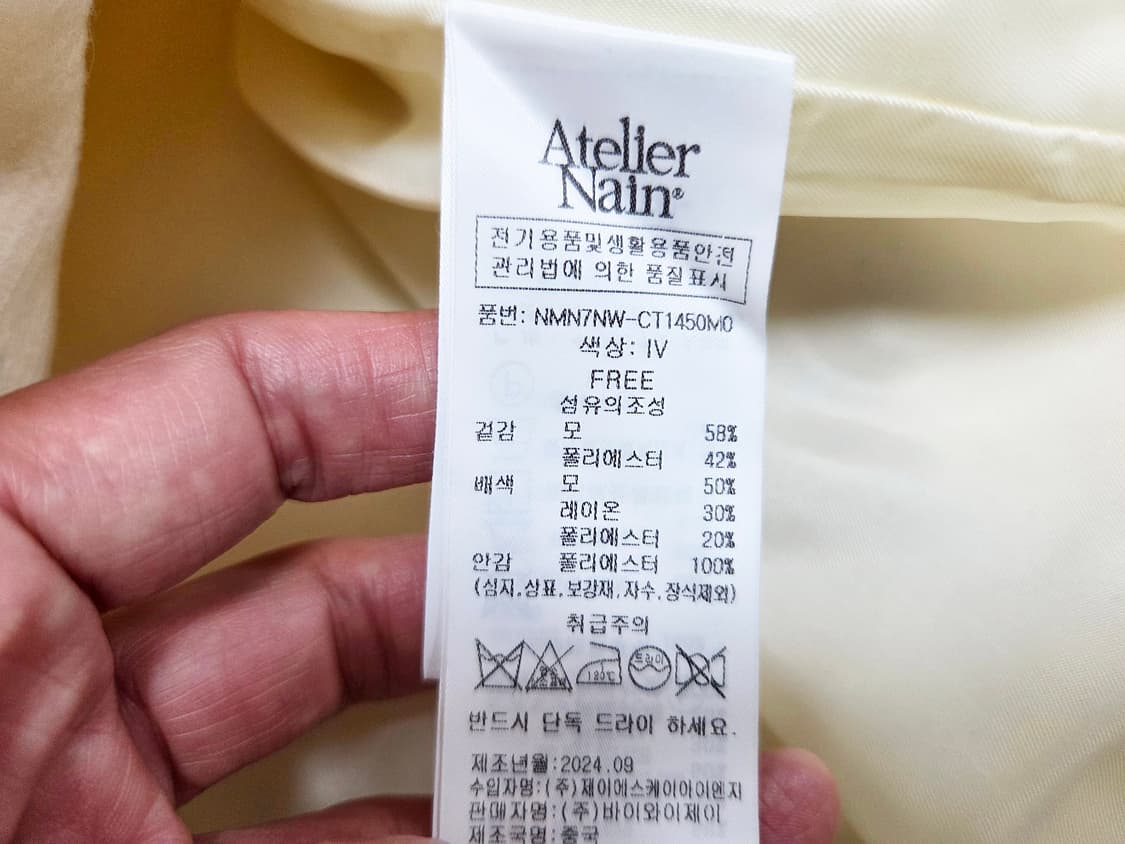 Atelier
Nain®
전기용품및생활용품안전
관리법에 의한 품질표시
품번: NMN7NW-CT1450M0
색상: IV
FREE
섬유의조성
겉감 모 58%
폴리에스터 42%
배색 모 50%
레이온 30%
폴리에스터 20%
안감 폴리에스터 100%
(심지,상표,보강재,자수,장식제외)
취급주의
120℃ 드라이
반드시 단독 드라이 하세요.
제조년월:2024.09
수입자명:(주)제이에스케이아이엔지
판매자명:(주)바이와이제이
제조국명:중국